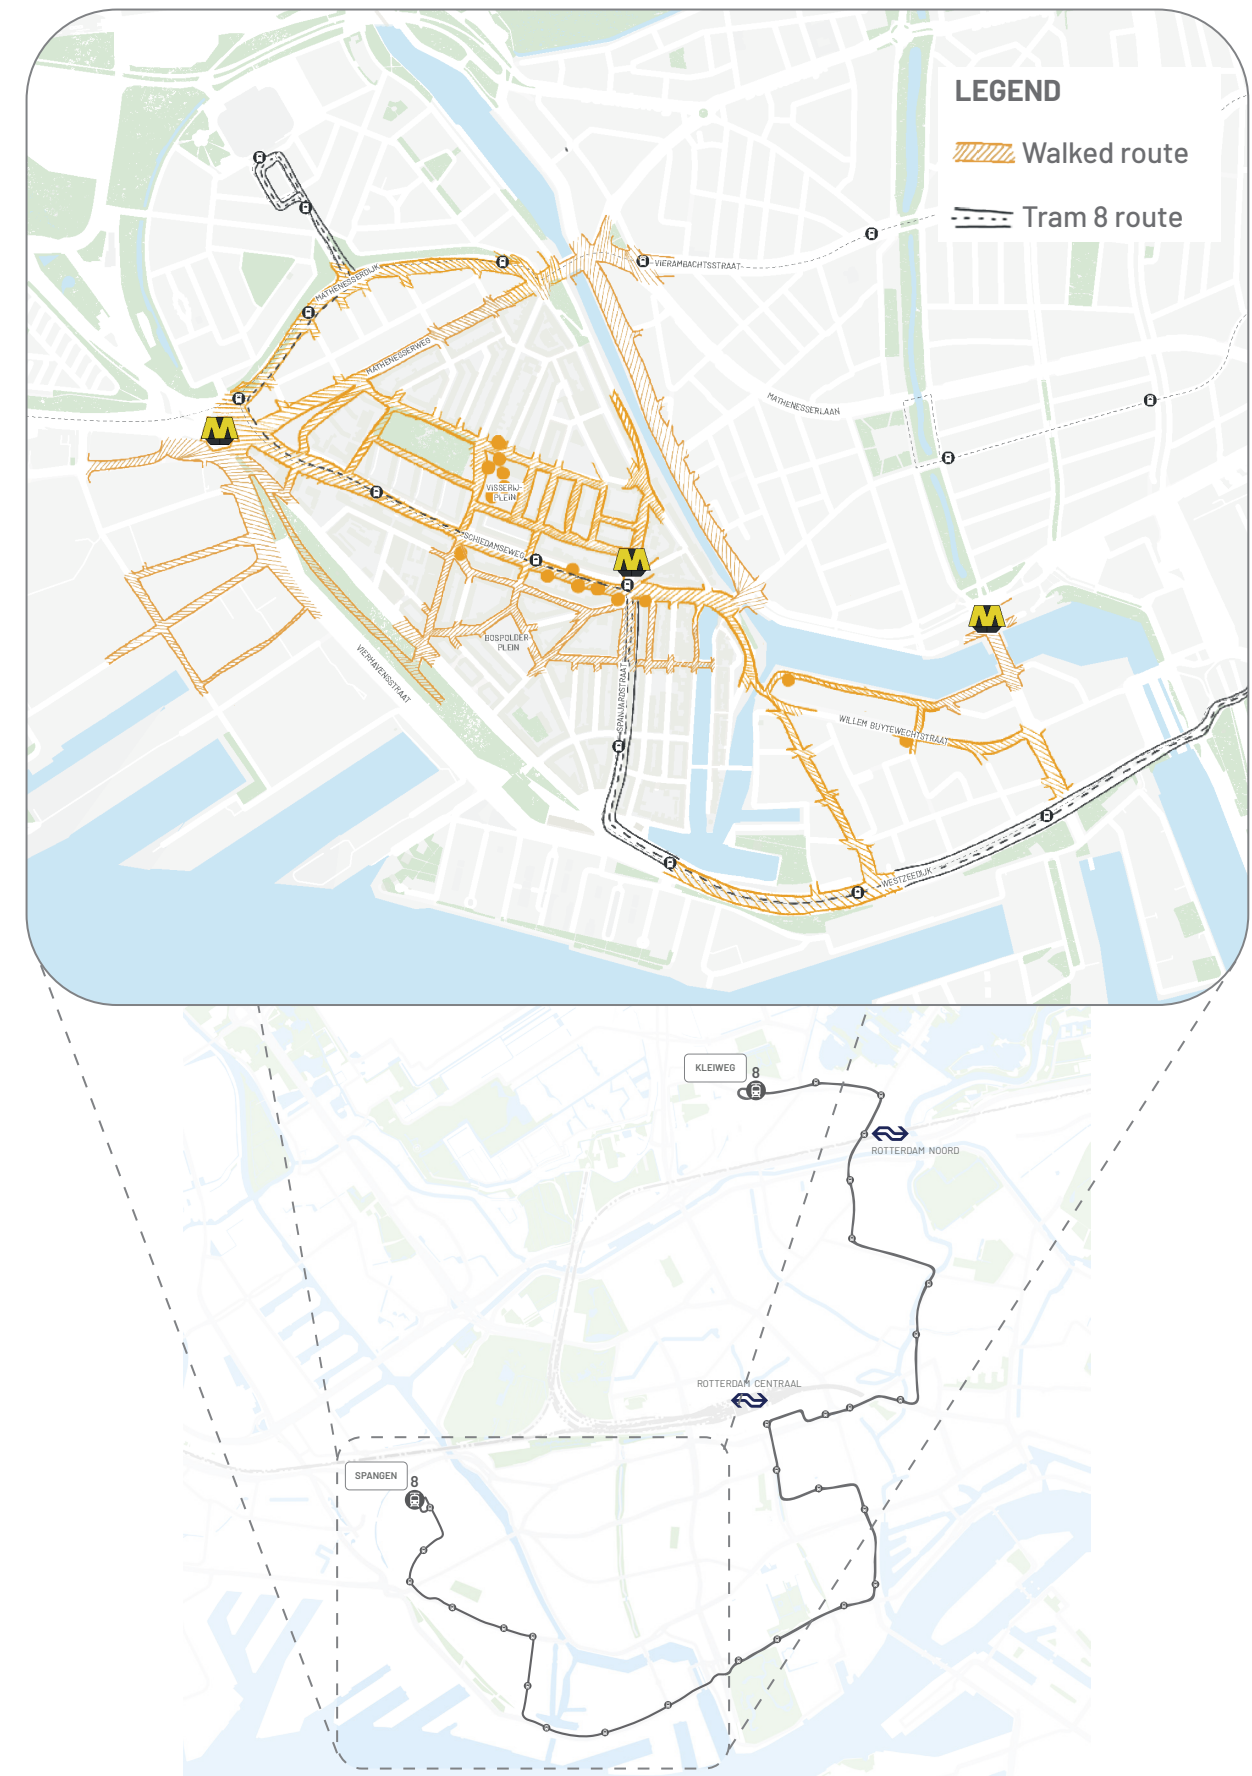 LEGEND
Walked route
Tram 8 route
VIERAMBACHTSSTRAAT
MATHENESSERDIJK
MATHENESSERWEG
MATHENESSERLAAN
VISSERIJ-
PLEIN
SCHIEDAMSEWEG
BOSPOLDER
PLEIN
VIERHAVENSSTRAAT
SPANJAARDSTRAAT
WILLEM BUYTEWECHTSTRAAT
WESTZEEDIJK
KLEIWEG
8
ROTTERDAM NOORD
ROTTERDAM CENTRAAL
SPANGEN
8